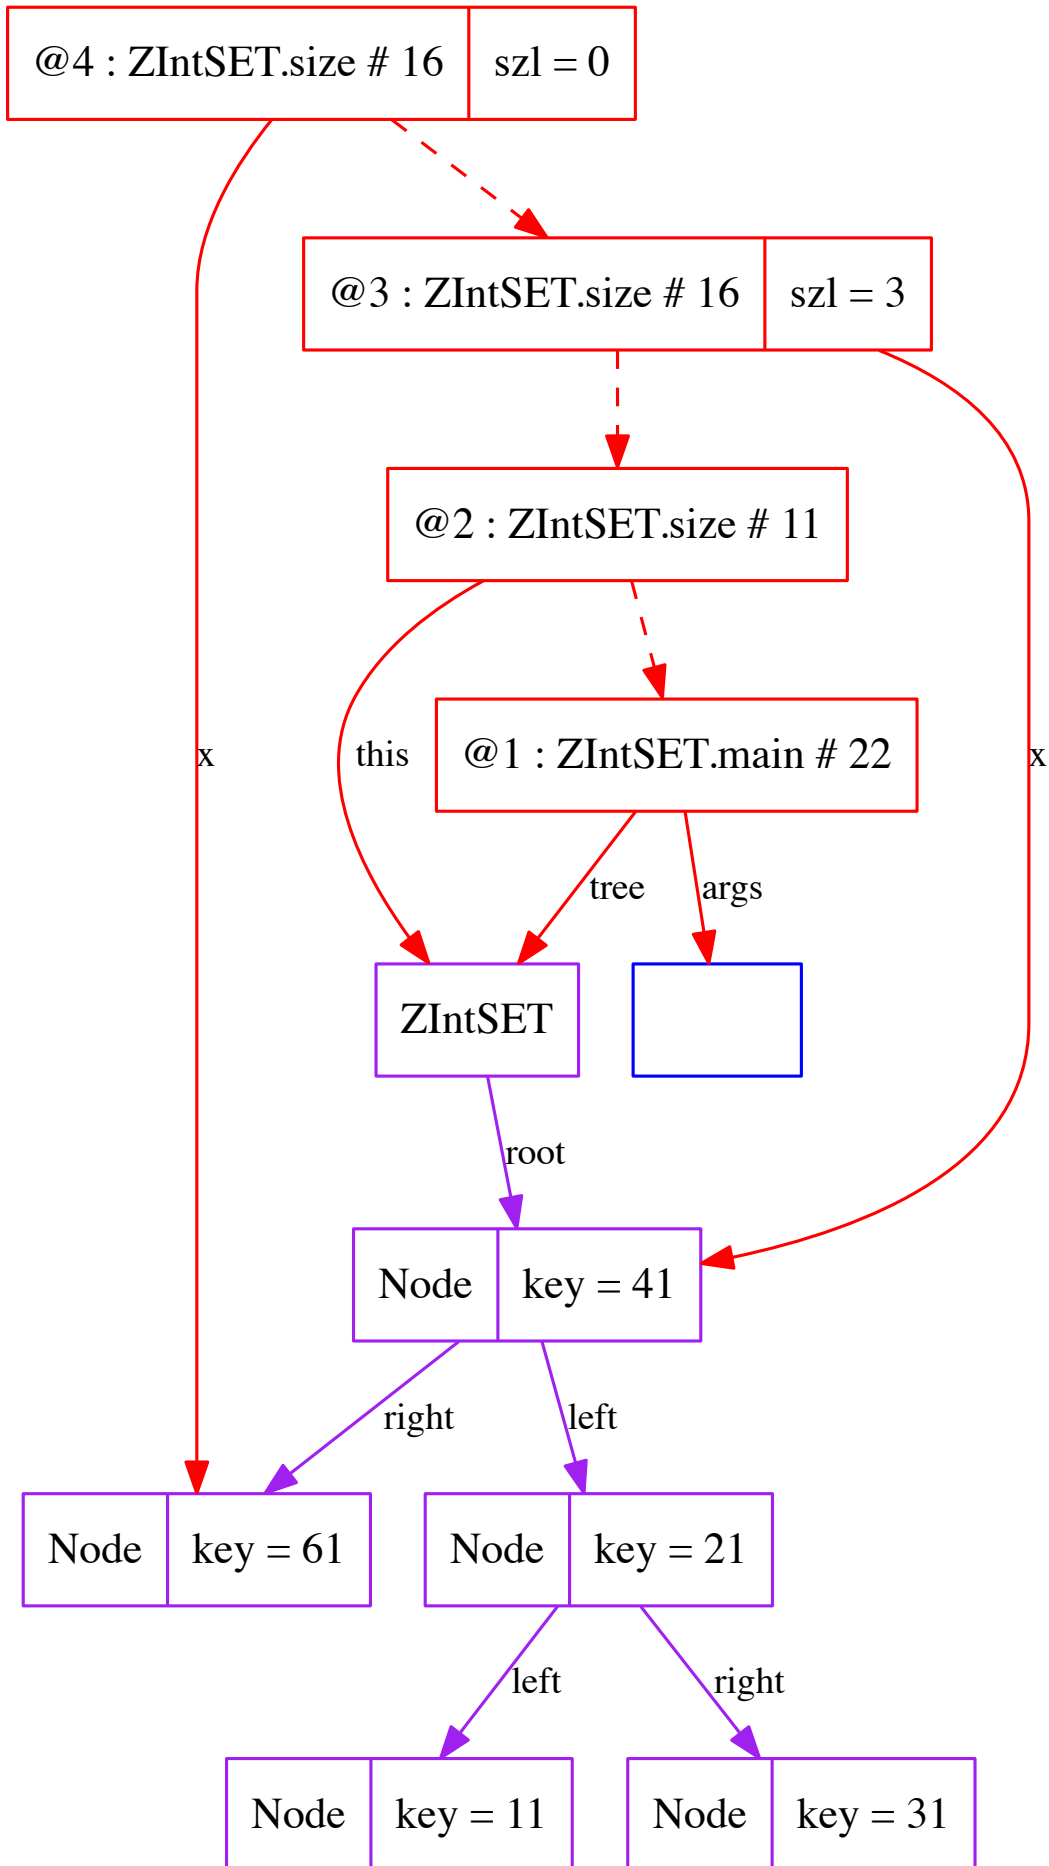 @4 : ZIntSET.size # 16 szl = 0
@3 : ZIntSET.size # 16 szl = 3
@2 : ZIntSET.size # 11
x
this
@1 : ZIntSET.main # 22
x
tree
args
ZIntSET
root
Node key = 41
right
left
Node key = 61
Node key = 21
left
right
Node key = 11
Node key = 31